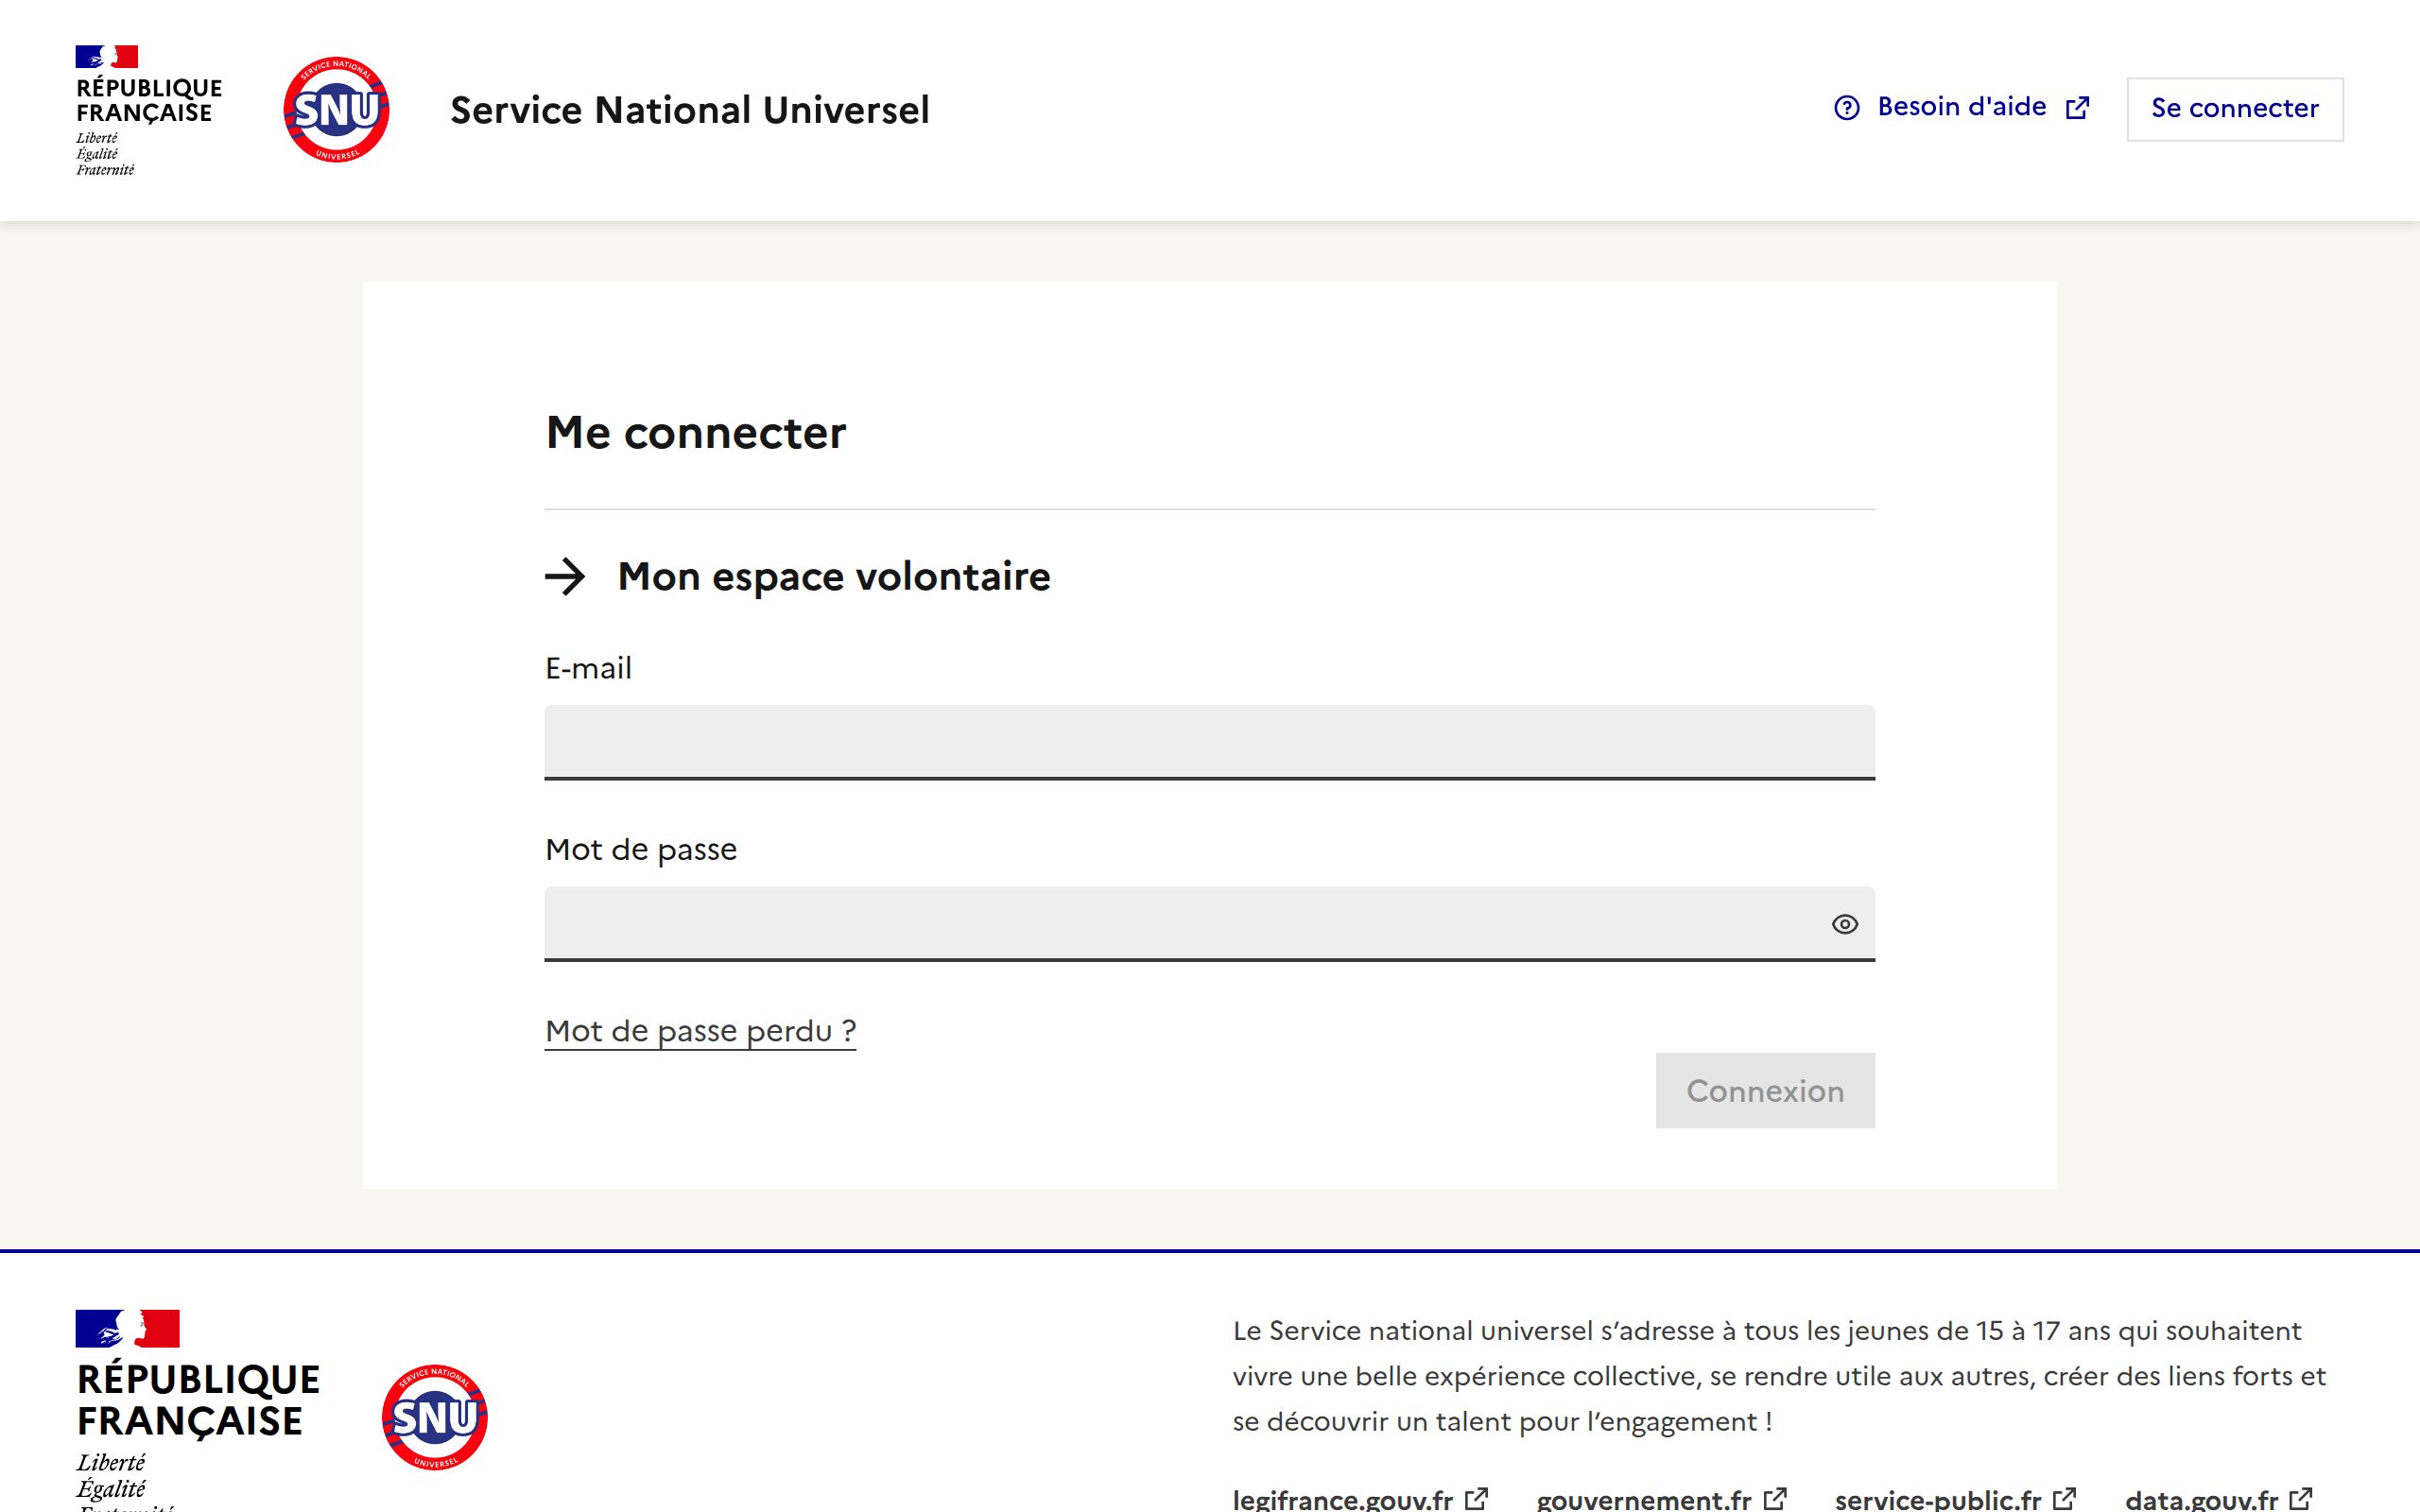 RÉPUBLIQUE
FRANÇAISE
Liberté
Égalité
Fraternité
SERVICE NATIONAL
SNU
UNIVERSEL
Service National Universel
Besoin d'aide
Se connecter
Me connecter
Mon espace volontaire
E-mail
Mot de passe
Mot de passe perdu ?
Connexion
RÉPUBLIQUE
FRANÇAISE
Liberté
Égalité
Fraternité
SERVICE NATIONAL
SNU
UNIVERSEL
Le Service national universel s’adresse à tous les jeunes de 15 à 17 ans qui souhaitent
vivre une belle expérience collective, se rendre utile aux autres, créer des liens forts et
se découvrir un talent pour l’engagement !
legifrance.gouv.fr gouvernement.fr service-public.fr data.gouv.fr